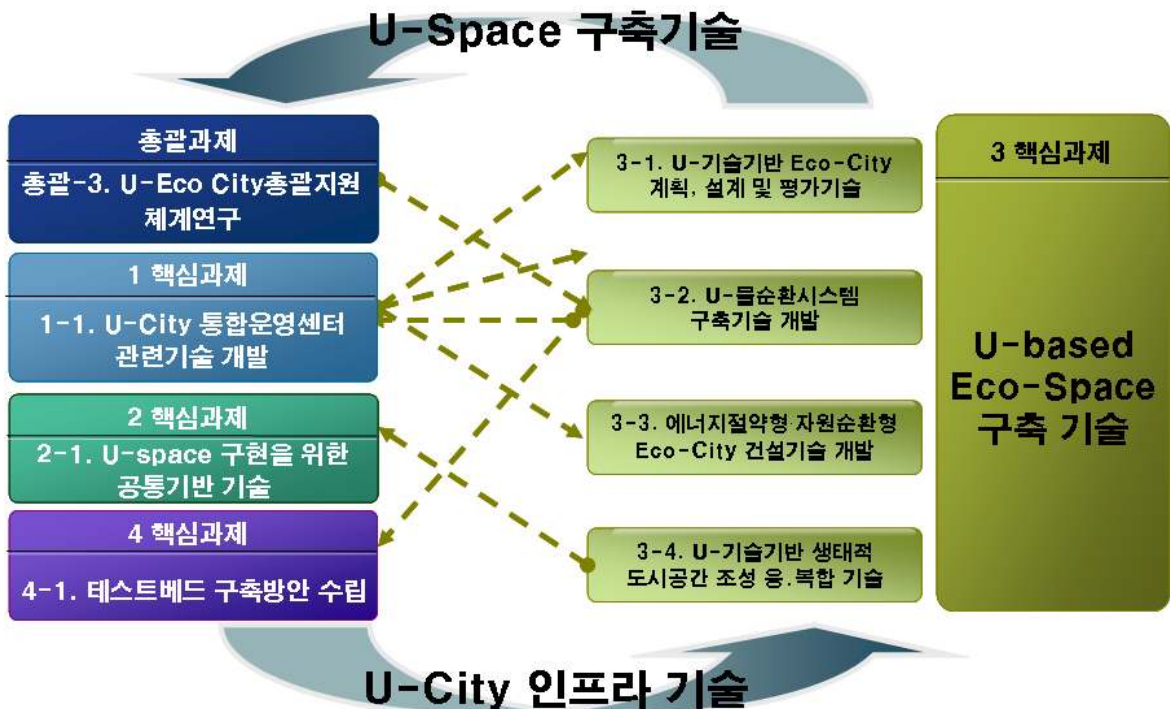 U-Space 구축기술
총괄과제
총괄-3. U-Eco City총괄지원
체계연구
1 핵심과제
1-1. U-City 통합운영센터
관련기술 개발
2 핵심과제
2-1. U-space 구현을 위한
공통기반 기술
4 핵심과제
4-1. 테스트베드 구축방안 수립
3-1. U-기술기반 Eco-City
계획, 설계 및 평가기술
3-2. U-물순환시스템
구축기술 개발
3-3. 에너지절약형·자원순환형
Eco-City 건설기술 개발
3-4. U-기술기반 생태적
도시공간 조성 융.복합 기술
3 핵심과제
U-based
Eco-Space
구축 기술
U-City 인프라 기술